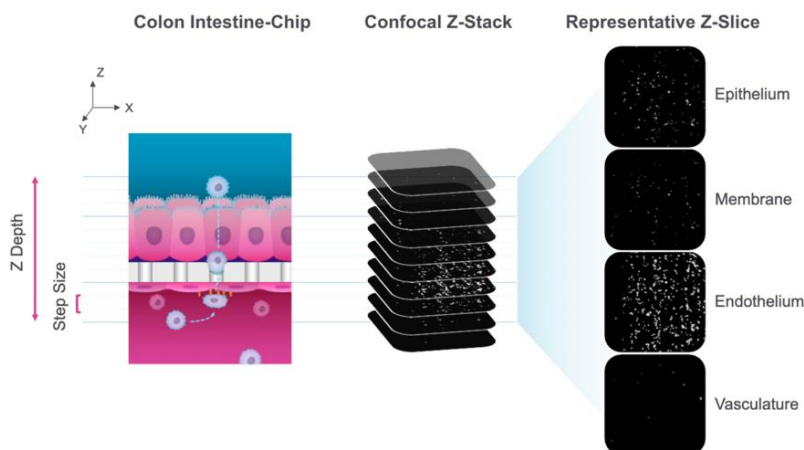 Colon Intestine-Chip
Confocal Z-Stack
Representative Z-Slice
Z
X
Y
Z Depth
Step Size
Epithelium
Membrane
Endothelium
Vasculature